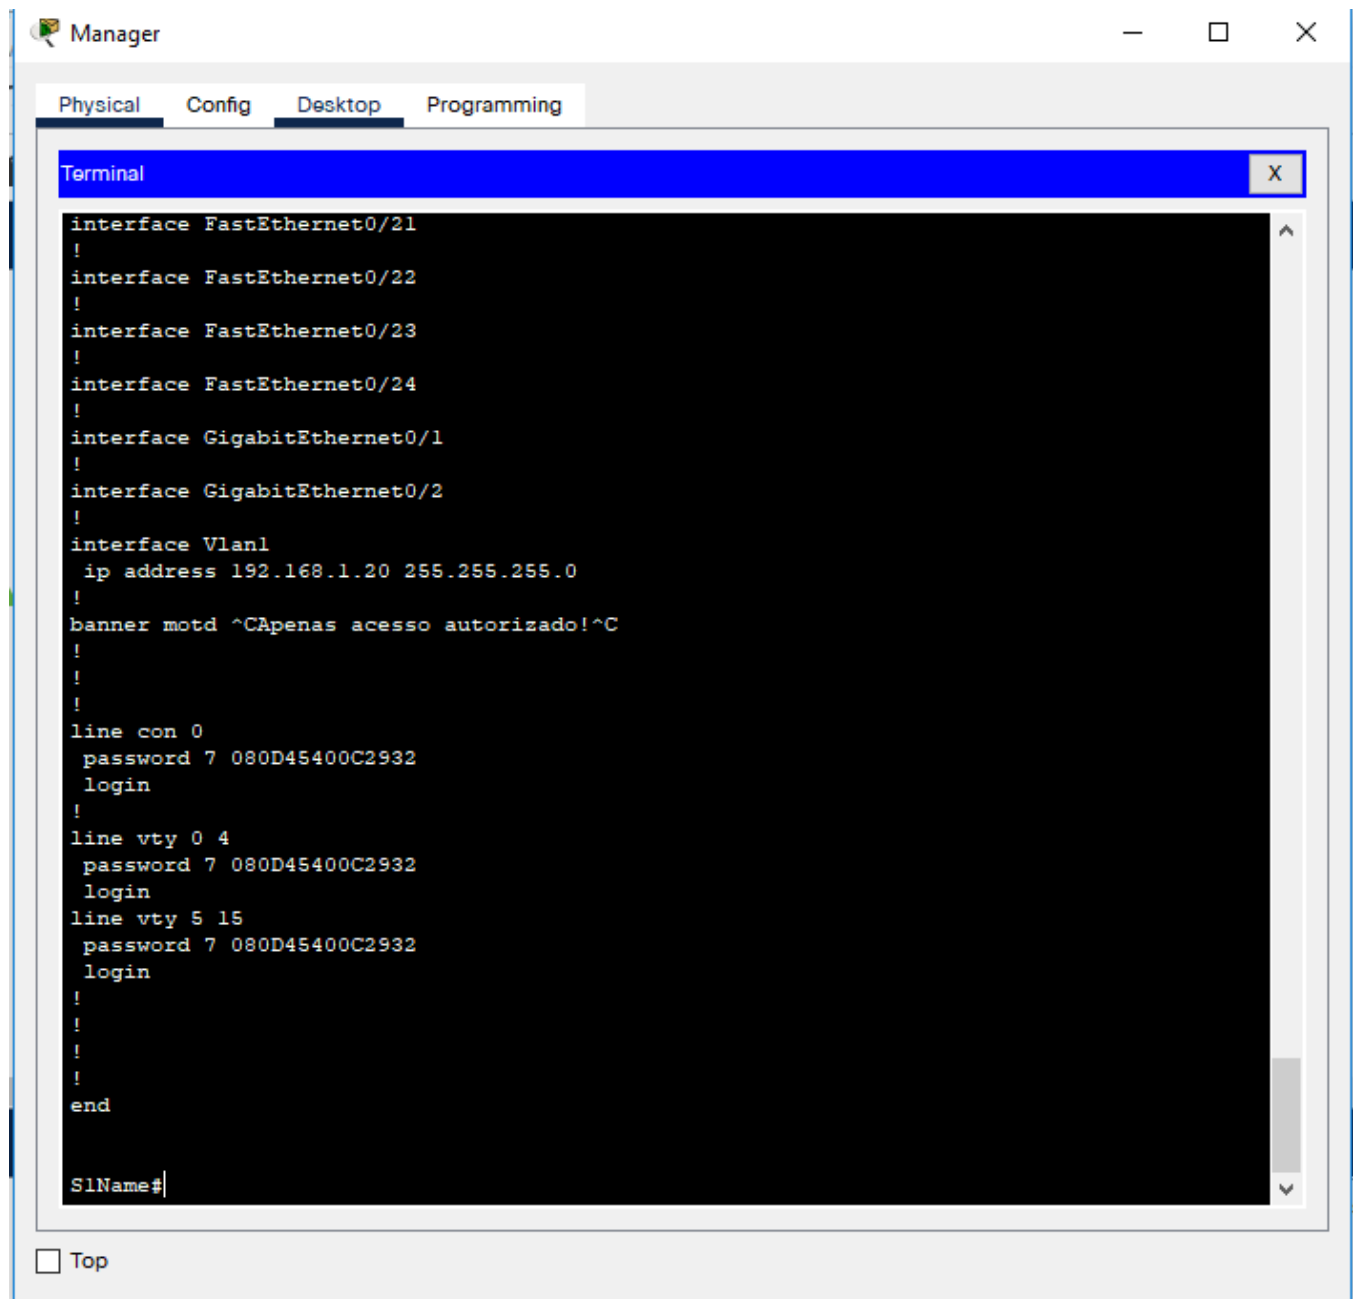 Manager
Physical Config Desktop Programming
Terminal X
interface FastEthernet0/21
!
interface FastEthernet0/22
!
interface FastEthernet0/23
!
interface FastEthernet0/24
!
interface GigabitEthernet0/1
!
interface GigabitEthernet0/2
!
interface Vlan1
ip address 192.168.1.20 255.255.255.0
!
banner motd ^CApenas acesso autorizado!^C
!
!
!
line con 0
password 7 080D45400C2932
login
!
line vty 0 4
password 7 080D45400C2932
login
line vty 5 15
password 7 080D45400C2932
login
!
!
!
!
end
S1Name#
Top